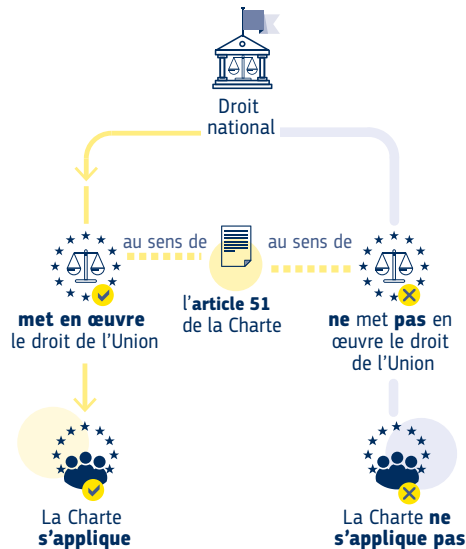 Droit
national
au sens de
au sens de
l'article 51
de la Charte
met en œuvre
le droit de l'Union
ne met pas en
œuvre le droit
de l'Union
La Charte
s'applique
La Charte ne
s'applique pas